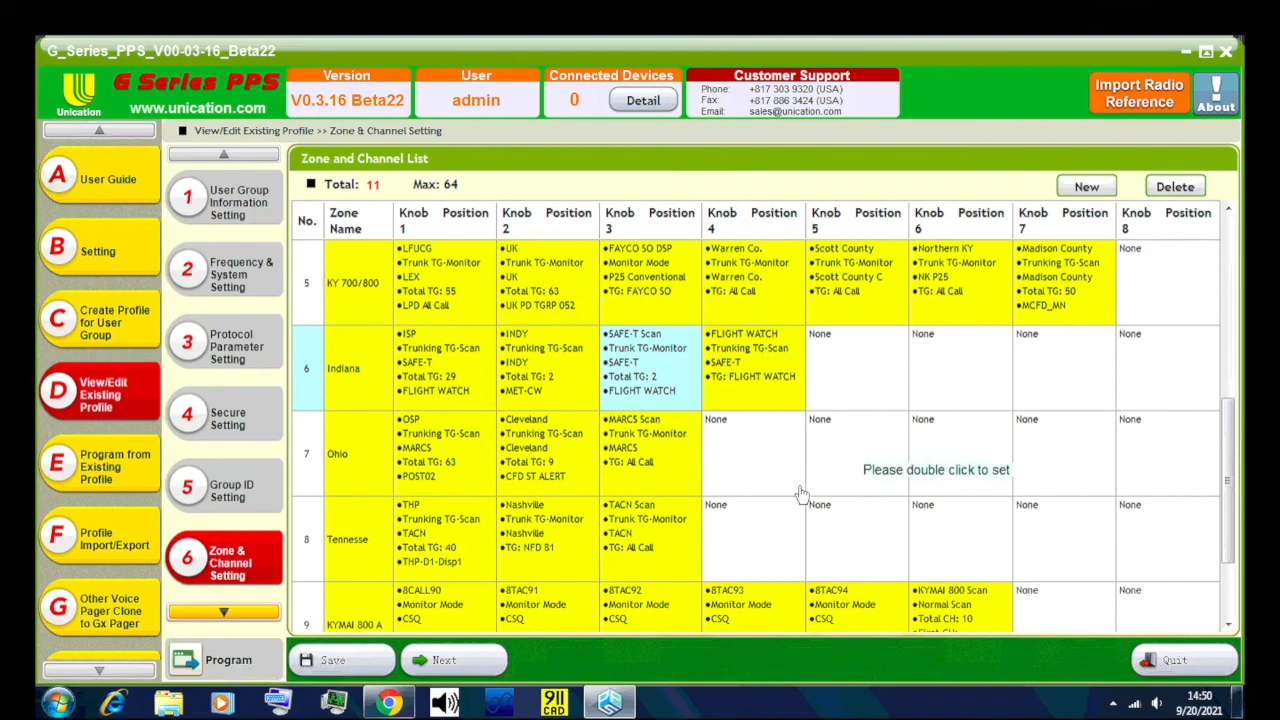 G_Series_PPS_V00-03-16_Beta22
Unication
G Series PPS
www.unication.com
Version
V0.3.16 Beta22
User
admin
Connected Devices
0
Detail
Customer Support
Phone: +817 303 9320 (USA)
Fax: +817 886 3424 (USA)
Email: sales@unication.com
Import Radio
Reference
!
About
View/Edit Existing Profile >> Zone & Channel Setting
A
User Guide
B
Setting
C
Create Profile
for User
Group
D
View/Edit
Existing
Profile
E
Program from
Existing
Profile
F
Profile
Import/Export
G
Other Voice
Pager Clone
to Gx Pager
1
User Group
Information
Setting
2
Frequency &
System
Setting
3
Protocol
Parameter
Setting
4
Secure
Setting
5
Group ID
Setting
6
Zone &
Channel
Setting
Program
Zone and Channel List
Total: 11 Max: 64
New
Delete
No.
Zone
Name
Knob Position
1
Knob Position
2
Knob Position
3
Knob Position
4
Knob Position
5
Knob Position
6
Knob Position
7
Knob Position
8
5
KY 700/800
•LFUCG
•Trunk TG-Monitor
•LEX
•Total TG: 55
•LPD All Call
•UK
•Trunk TG-Monitor
•UK
•Total TG: 63
•UK PD TGRP 052
•FAYCO SO DSP
•Monitor Mode
•P25 Conventional
•TG: FAYCO SO
•Warren Co.
•Trunk TG-Monitor
•Warren Co.
•TG: All Call
•Scott County
•Trunk TG-Monitor
•Scott County C
•TG: All Call
•Northern KY
•Trunk TG-Monitor
•NK P25
•TG: All Call
•Madison County
•Trunking TG-Scan
•Madison County
•Total TG: 50
•MCFD_MN
None
6
Indiana
•ISP
•Trunking TG-Scan
•SAFE-T
•Total TG: 29
•FLIGHT WATCH
•INDY
•Trunking TG-Scan
•INDY
•Total TG: 2
•MET-CW
•SAFE-T Scan
•Trunk TG-Monitor
•SAFE-T
•Total TG: 2
•FLIGHT WATCH
•FLIGHT WATCH
•Trunking TG-Scan
•SAFE-T
•TG: FLIGHT WATCH
None
None
None
None
7
Ohio
•OSP
•Trunking TG-Scan
•MARCS
•Total TG: 63
•POST02
•Cleveland
•Trunking TG-Scan
•Cleveland
•Total TG: 9
•CFD ST ALERT
•MARCS Scan
•Trunk TG-Monitor
•MARCS
•TG: All Call
None
None
None
None
None
Please double click to set
8
Tennesse
•THP
•Trunking TG-Scan
•TACN
•Total TG: 40
•THP-D1-Disp1
•Nashville
•Trunk TG-Monitor
•Nashville
•TG: NFD B1
•TACN Scan
•Trunk TG-Monitor
•TACN
•TG: All Call
None
None
None
None
None
9
KYMAI 800 A
•8CALL90
•Monitor Mode
•CSQ
•8TAC91
•Monitor Mode
•CSQ
•8TAC92
•Monitor Mode
•CSQ
•8TAC93
•Monitor Mode
•CSQ
•8TAC94
•Monitor Mode
•CSQ
•KYMAI 800 Scan
•Normal Scan
•Total CH: 10
None
None
Save
Next
Quit
911
CAD
14:50
9/20/2021